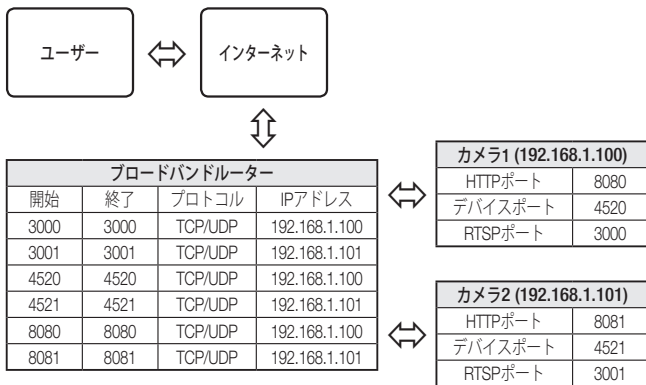 ユーザー
インターネット
ブロードバンドルーター
開始 終了 プロトコル IPアドレス
3000 3000 TCP/UDP 192.168.1.100
3001 3001 TCP/UDP 192.168.1.101
4520 4520 TCP/UDP 192.168.1.100
4521 4521 TCP/UDP 192.168.1.101
8080 8080 TCP/UDP 192.168.1.100
8081 8081 TCP/UDP 192.168.1.101
カメラ1 (192.168.1.100)
HTTPポート 8080
デバイスポート 4520
RTSPポート 3000
カメラ2 (192.168.1.101)
HTTPポート 8081
デバイスポート 4521
RTSPポート 3001